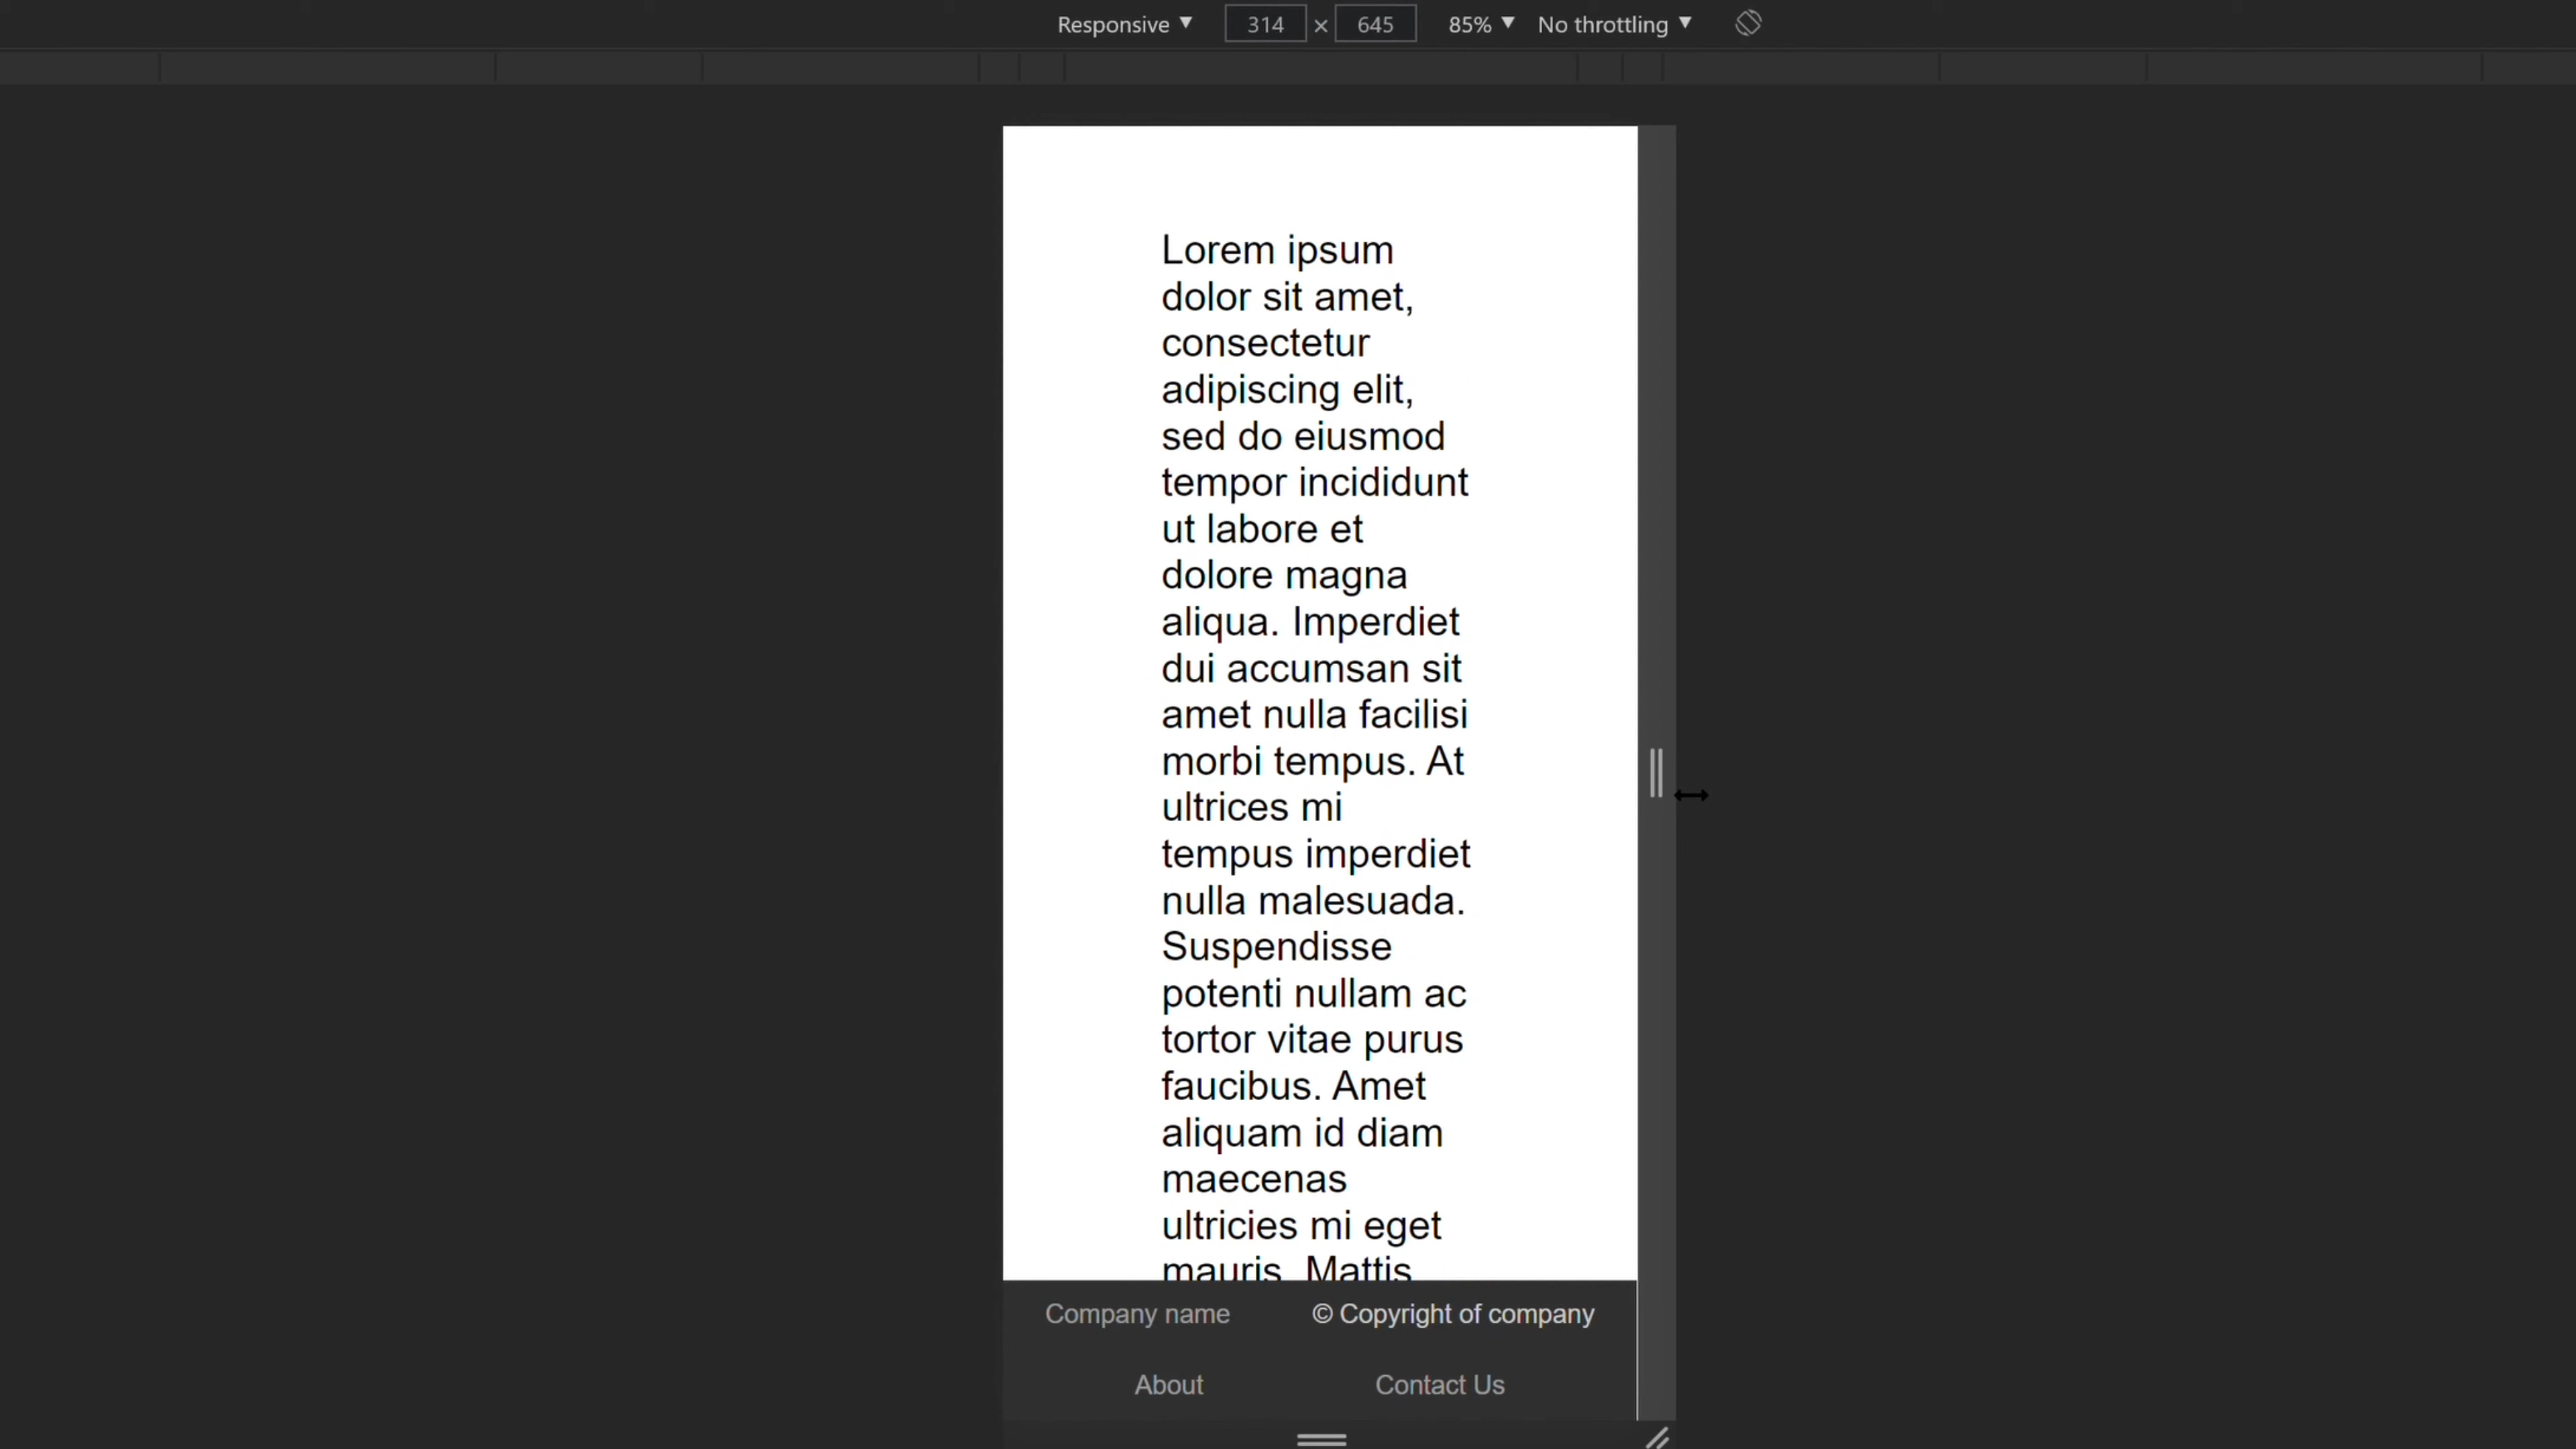 Responsive ▼ 314 × 645 85% ▼ No throttling ▼
Lorem ipsum
dolor sit amet,
consectetur
adipiscing elit,
sed do eiusmod
tempor incididunt
ut labore et
dolore magna
aliqua. Imperdiet
dui accumsan sit
amet nulla facilisi
morbi tempus. At
ultrices mi
tempus imperdiet
nulla malesuada.
Suspendisse
potenti nullam ac
tortor vitae purus
faucibus. Amet
aliquam id diam
maecenas
ultricies mi eget
mauris. Mattis
Company name © Copyright of company
About Contact Us